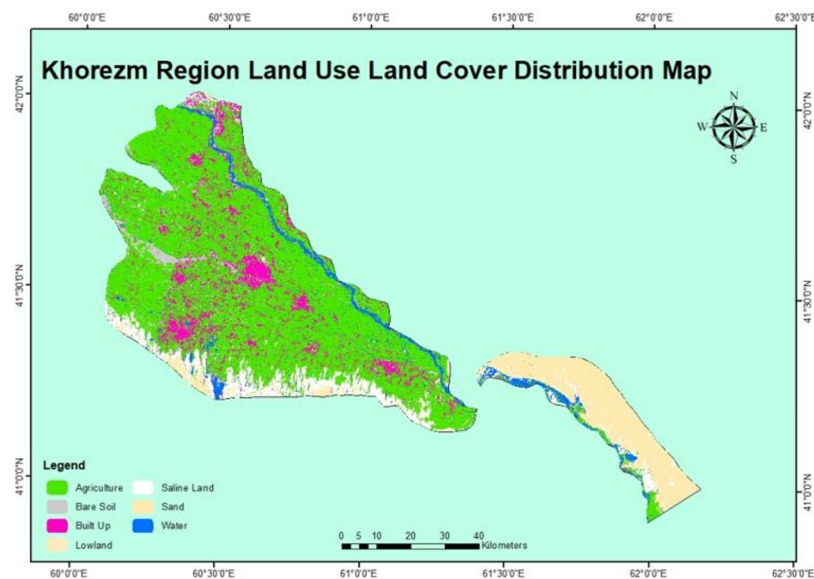 60°0'0"E 60°30'0"E 61°0'0"E 61°30'0"E 62°0'0"E 62°30'0"E
Khorezm Region Land Use Land Cover Distribution Map
N
W E
S
42°0'0"N 42°0'0"N
41°30'0"N 41°30'0"N
41°0'0"N 41°0'0"N
Legend
Agriculture Saline Land
Bare Soil Sand
Built Up Water
Lowland
0 5 10 20 30 40
Kilometers
60°0'0"E 60°30'0"E 61°0'0"E 61°30'0"E 62°0'0"E 62°30'0"E